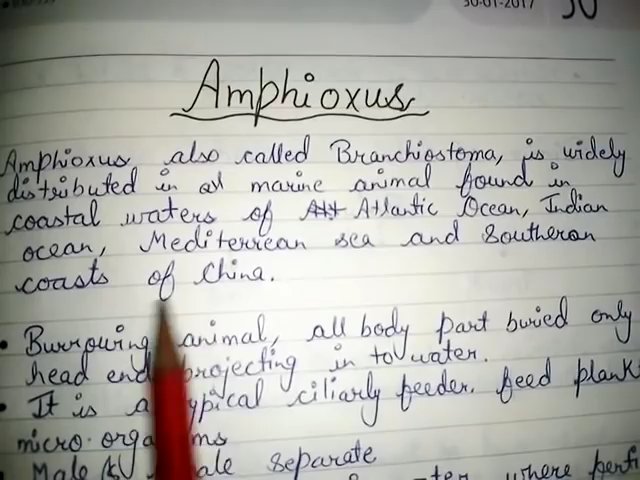 30-01-2017
Amphioxus
Amphioxus also called Branchiostoma, is widely
distributed in marine animal found in
coastal waters of Atlantic Ocean, Indian
ocean, Mediterrean sea and Southeron
coasts of China.
• Burrowing animal, all body part buried only
head end projecting in to water.
• It is a typical ciliarly feeder. feed plank
micro. organisms
• Male separate
where